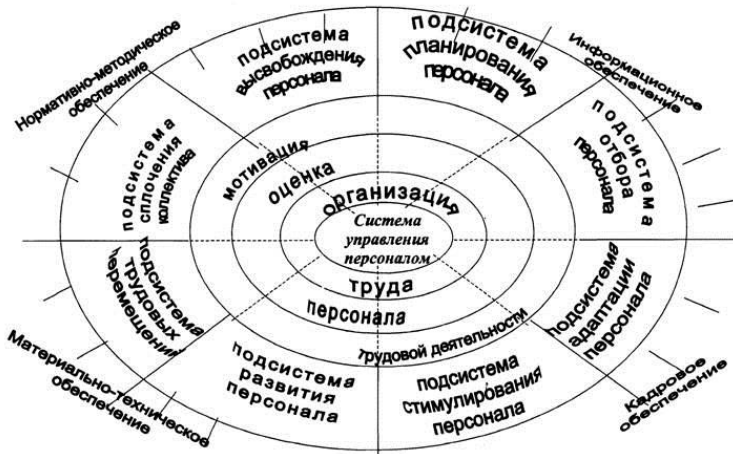 Нормативно-методическое
обеспечение
подсистема
высвобождения
персонала
подсистема
планирования
персонала
Информационное
обеспечение
подсистема
сплочения
коллектива
мотивация
оценка
организация
Система
управления
персоналом
труда
персонала
трудовой деятельности
подсистема
отбора
персонала
подсистема
трудовых
перемещений
подсистема
адаптации
персонала
Материально-техническое
обеспечение
подсистема
развития
персонала
подсистема
стимулирования
персонала
Кадровое
обеспечение